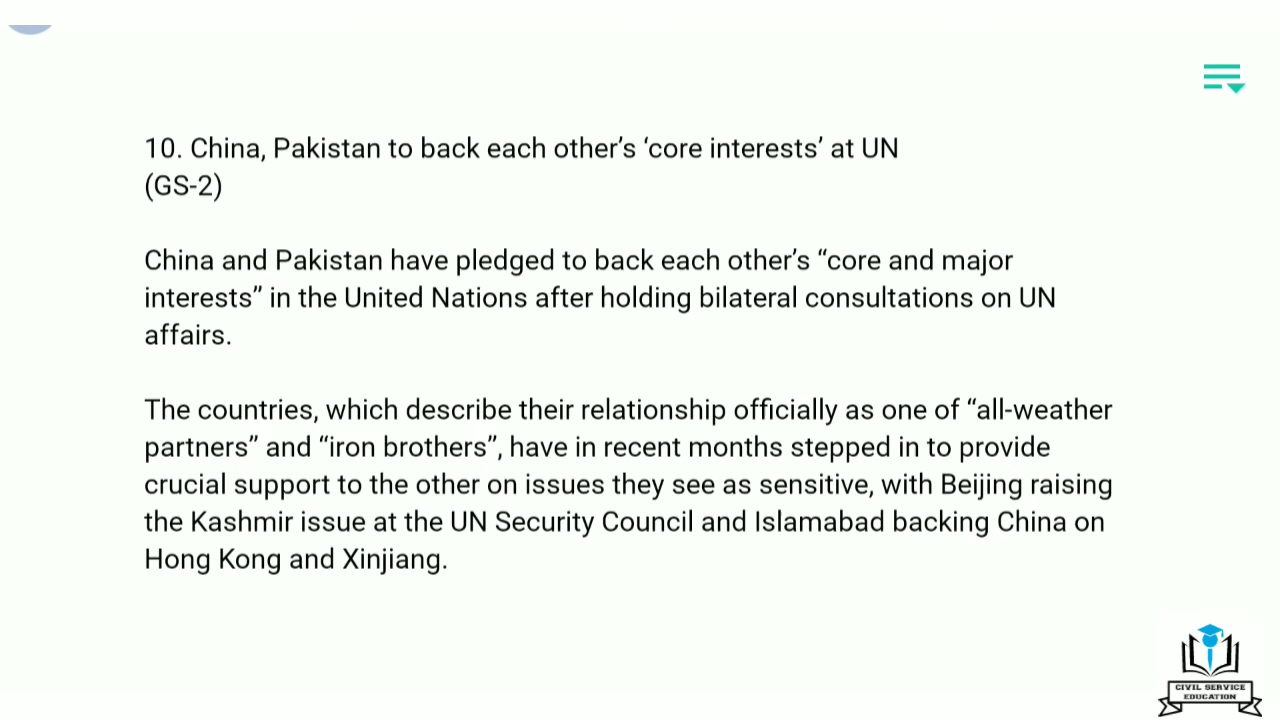 10. China, Pakistan to back each other’s ‘core interests’ at UN
(GS-2)
China and Pakistan have pledged to back each other’s “core and major
interests” in the United Nations after holding bilateral consultations on UN
affairs.
The countries, which describe their relationship officially as one of “all-weather
partners” and “iron brothers”, have in recent months stepped in to provide
crucial support to the other on issues they see as sensitive, with Beijing raising
the Kashmir issue at the UN Security Council and Islamabad backing China on
Hong Kong and Xinjiang.
CIVIL SERVICE
EDUCATION